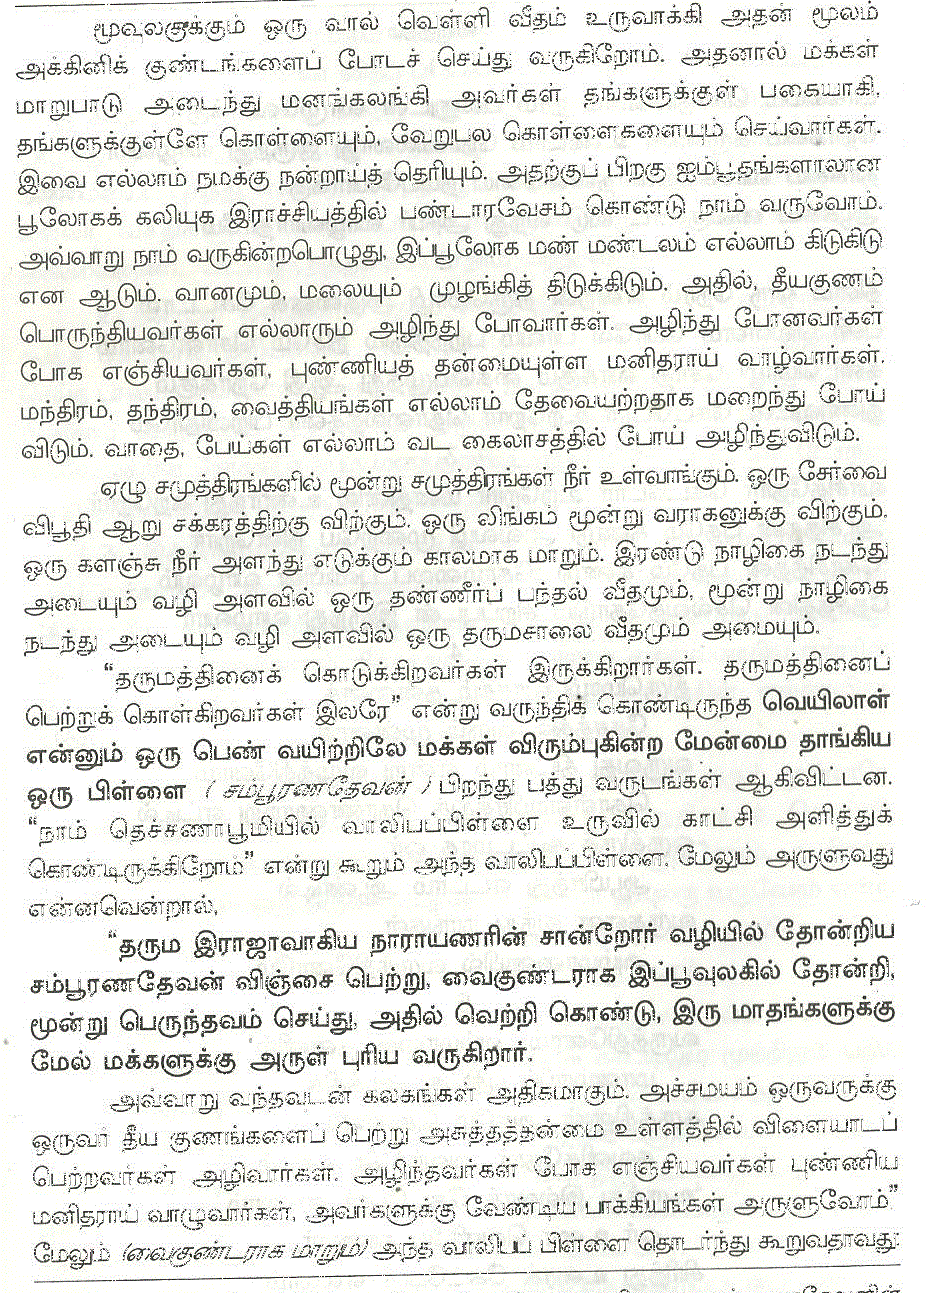 மூவுலகுக்கும் ஒரு வால் வெள்ளி வீதம் உருவாக்கி அதன் மூலம்
அக்கினிக் குண்டங்களைப் போடச் செய்து வருகிறோம். அதனால் மக்கள்
மாறுபாடு அடைந்து மனங்கலங்கி அவர்கள் தங்களுக்குள் பகையாகி,
தங்களுக்குள்ளே கொள்ளையும், வேறுபல கொள்ளைகளையும் செய்வார்கள்.
இவை எல்லாம் நமக்கு நன்றாய்த் தெரியும். அதற்குப் பிறகு ஐம்பூதங்களாலான
பூலோகக் கலியுக இராச்சியத்தில் பண்டாரவேசம் கொண்டு நாம் வருவோம்.
அவ்வாறு நாம் வருகின்றபொழுது, இப்பூலோக மண் மண்டலம் எல்லாம் கிடுகிடு
என ஆடும். வானமும், மலையும் முழங்கித் திடுக்கிடும். அதில், தீயகுணம்
பொருந்தியவர்கள் எல்லாரும் அழிந்து போவார்கள். அழிந்து போனவர்கள்
போக எஞ்சியவர்கள், புண்ணியத் தன்மையுள்ள மனிதராய் வாழ்வார்கள்.
மந்திரம், தந்திரம், வைத்தியங்கள் எல்லாம் தேவையற்றதாக மறைந்து போய்
விடும். வாதை, பேய்கள் எல்லாம் வட கைலாசத்தில் போய் அழிந்துவிடும்.
ஏழு சமுத்திரங்களில் மூன்று சமுத்திரங்கள் நீர் உள்வாங்கும். ஒரு சேர்வை
விபூதி ஆறு சக்கரத்திற்கு விற்கும். ஒரு லிங்கம் மூன்று வராகனுக்கு விற்கும்.
ஒரு களஞ்சு நீர் அளந்து எடுக்கும் காலமாக மாறும். இரண்டு நாழிகை நடந்து
அடையும் வழி அளவில் ஒரு தண்ணீர்ப் பந்தல் வீதமும், மூன்று நாழிகை
நடந்து அடையும் வழி அளவில் ஒரு தருமசாலை வீதமும் அமையும்.
“தருமத்தினைக் கொடுக்கிறவர்கள் இருக்கிறார்கள். தருமத்தினைப்
பெற்றுக் கொள்கிறவர்கள் இலரே” என்று வருந்திக் கொண்டிருந்த வெயிலாள்
என்னும் ஒரு பெண் வயிற்றிலே மக்கள் விரும்புகின்ற மேன்மை தாங்கிய
ஒரு பிள்ளை ( சம்பூரணதேவன் ) பிறந்து பத்து வருடங்கள் ஆகிவிட்டன.
“நாம் தெச்சணாபூமியில் வாலிபப்பிள்ளை உருவில் காட்சி அளித்துக்
கொண்டிருக்கிறோம்” என்று கூறும் அந்த வாலிபப்பிள்ளை, மேலும் அருளுவது
என்னவென்றால்,
“தரும இராஜாவாகிய நாராயணரின் சான்றோர் வழியில் தோன்றிய
சம்பூரணதேவன் விஞ்சை பெற்று, வைகுண்டராக இப்பூவுலகில் தோன்றி,
மூன்று பெருந்தவம் செய்து, அதில் வெற்றி கொண்டு, இரு மாதங்களுக்கு
மேல் மக்களுக்கு அருள் புரிய வருகிறார்.
அவ்வாறு வந்தவுடன் கலகங்கள் அதிகமாகும். அச்சமயம் ஒருவருக்கு
ஒருவர் தீய குணங்களைப் பெற்று அசுத்தத்தன்மை உள்ளத்தில் விளையாடப்
பெற்றவர்கள் அழிவார்கள். அழிந்தவர்கள் போக எஞ்சியவர்கள் புண்ணிய
மனிதராய் வாழுவார்கள், அவர்களுக்கு வேண்டிய பாக்கியங்கள் அருளுவோம்”
மேலும் (வைகுண்டராக மாறும்) அந்த வாலிபப் பிள்ளை தொடர்ந்து கூறுவதாவது: